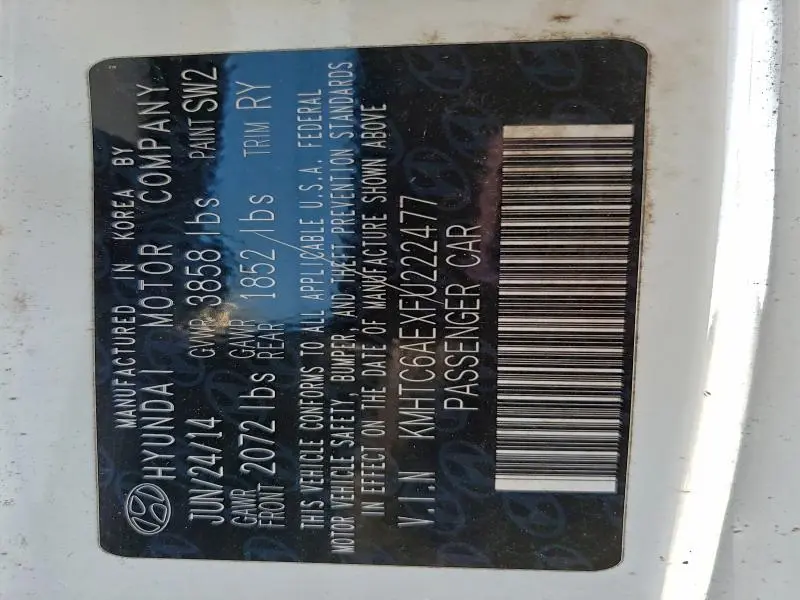 MANUFACTURED IN KOREA BY
HYUNDAI MOTOR COMPANY
JUN/24/14 GVWR 3858 lbs PAINT SW2
GAWR FRONT 2072 lbs GAWR REAR 1852 lbs TRIM RY
THIS VEHICLE CONFORMS TO ALL APPLICABLE U.S.A. FEDERAL
MOTOR VEHICLE SAFETY, BUMPER, AND THEFT PREVENTION STANDARDS
IN EFFECT ON THE DATE OF MANUFACTURE SHOWN ABOVE
V.I.N KMHTC6AEXFU222477
PASSENGER CAR